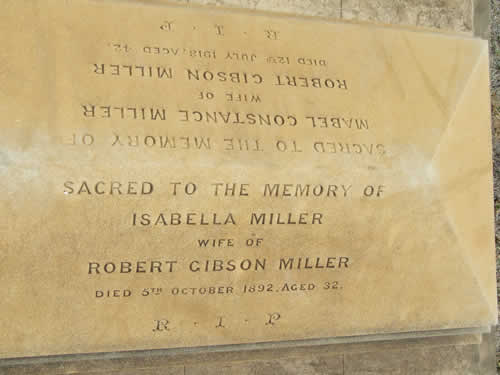 SACRED TO THE MEMORY OF
ISABELLA MILLER
WIFE OF
ROBERT GIBSON MILLER
DIED 5TH OCTOBER 1892, AGED 32.
R · I · P
SACRED TO THE MEMORY OF
MABEL CONSTANCE MILLER
WIFE OF
ROBERT GIBSON MILLER
DIED 12TH JULY 1918, AGED 42.
R · I · P